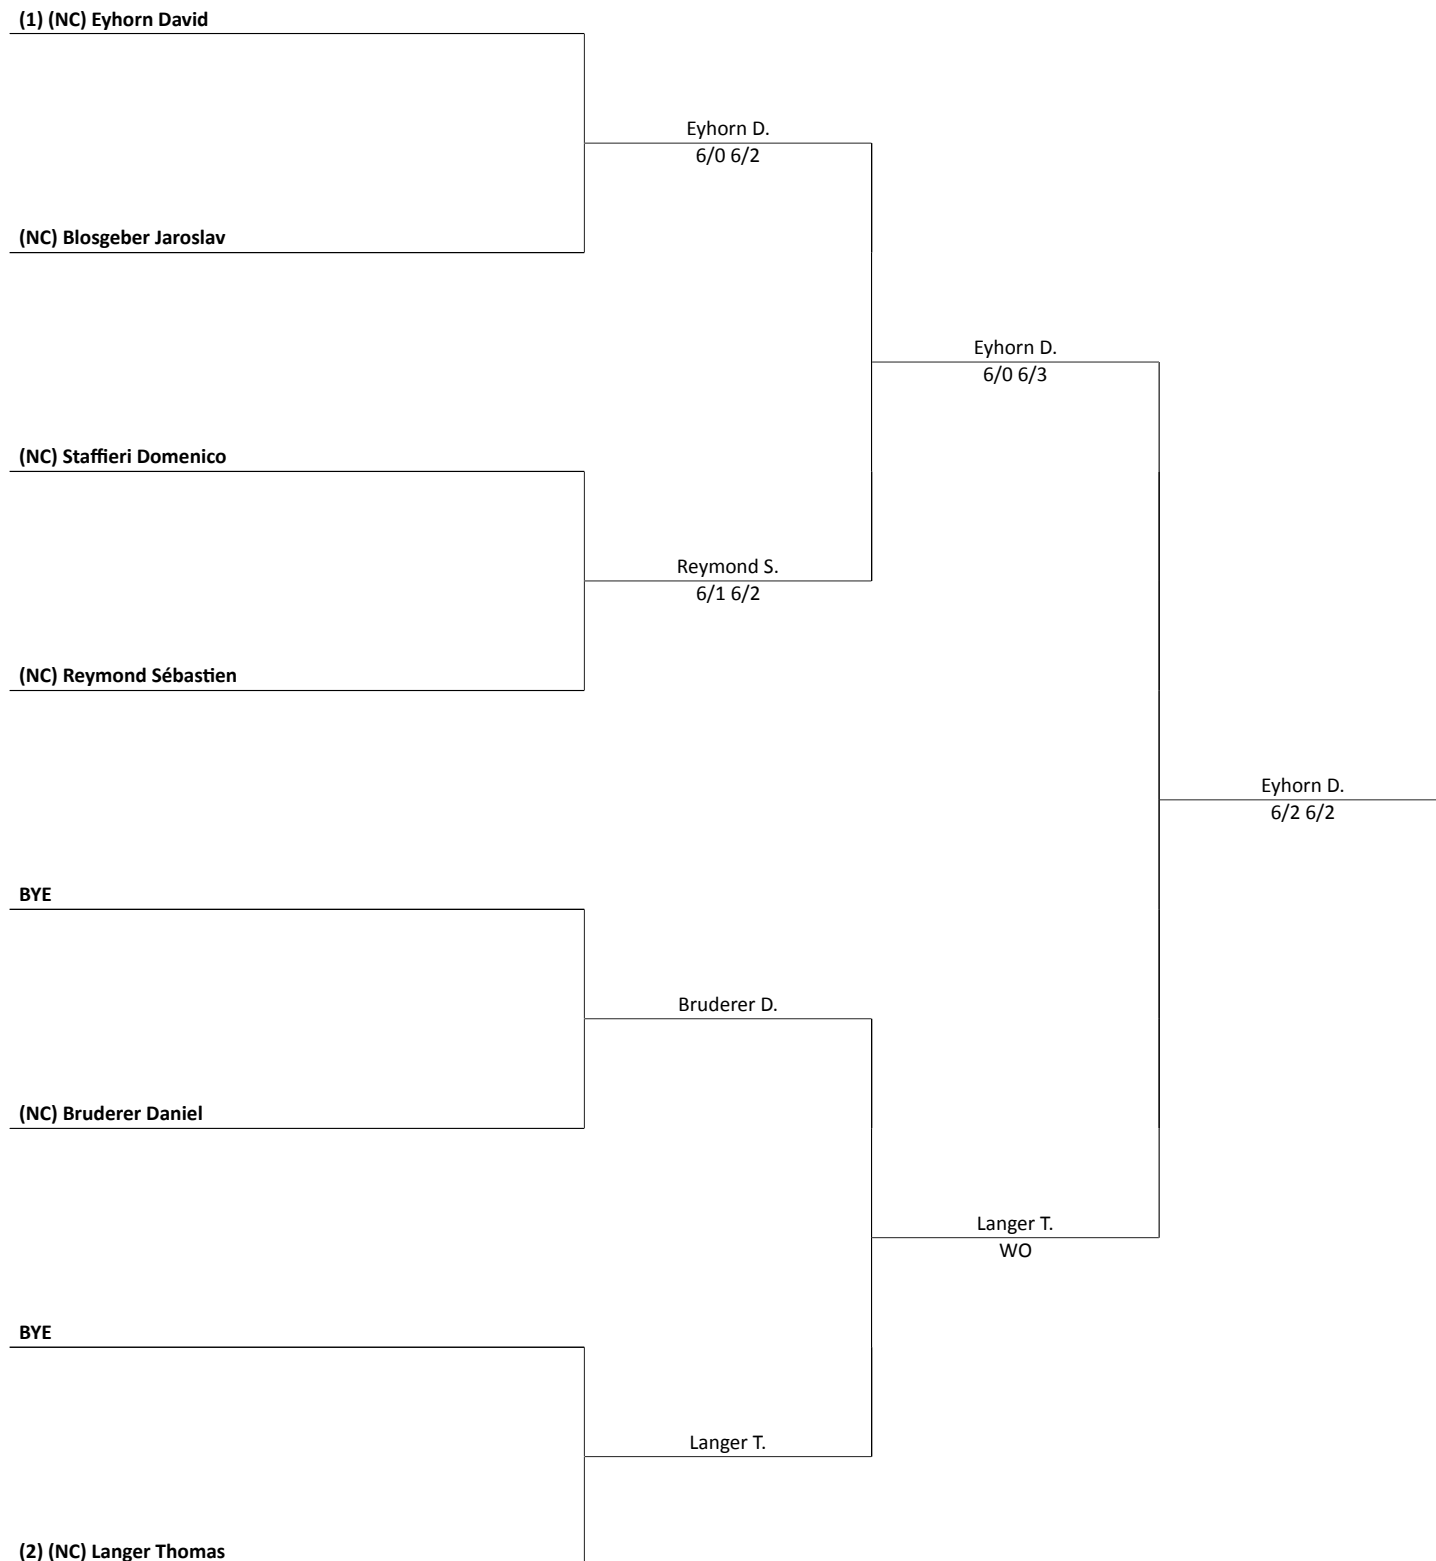 (1) (NC) Eyhorn David
Eyhorn D.
6/0 6/2
(NC) Blosgeber Jaroslav
Eyhorn D.
6/0 6/3
(NC) Staffieri Domenico
Reymond S.
6/1 6/2
(NC) Reymond Sébastien
Eyhorn D.
6/2 6/2
BYE
Bruderer D.
(NC) Bruderer Daniel
Langer T.
WO
BYE
Langer T.
(2) (NC) Langer Thomas